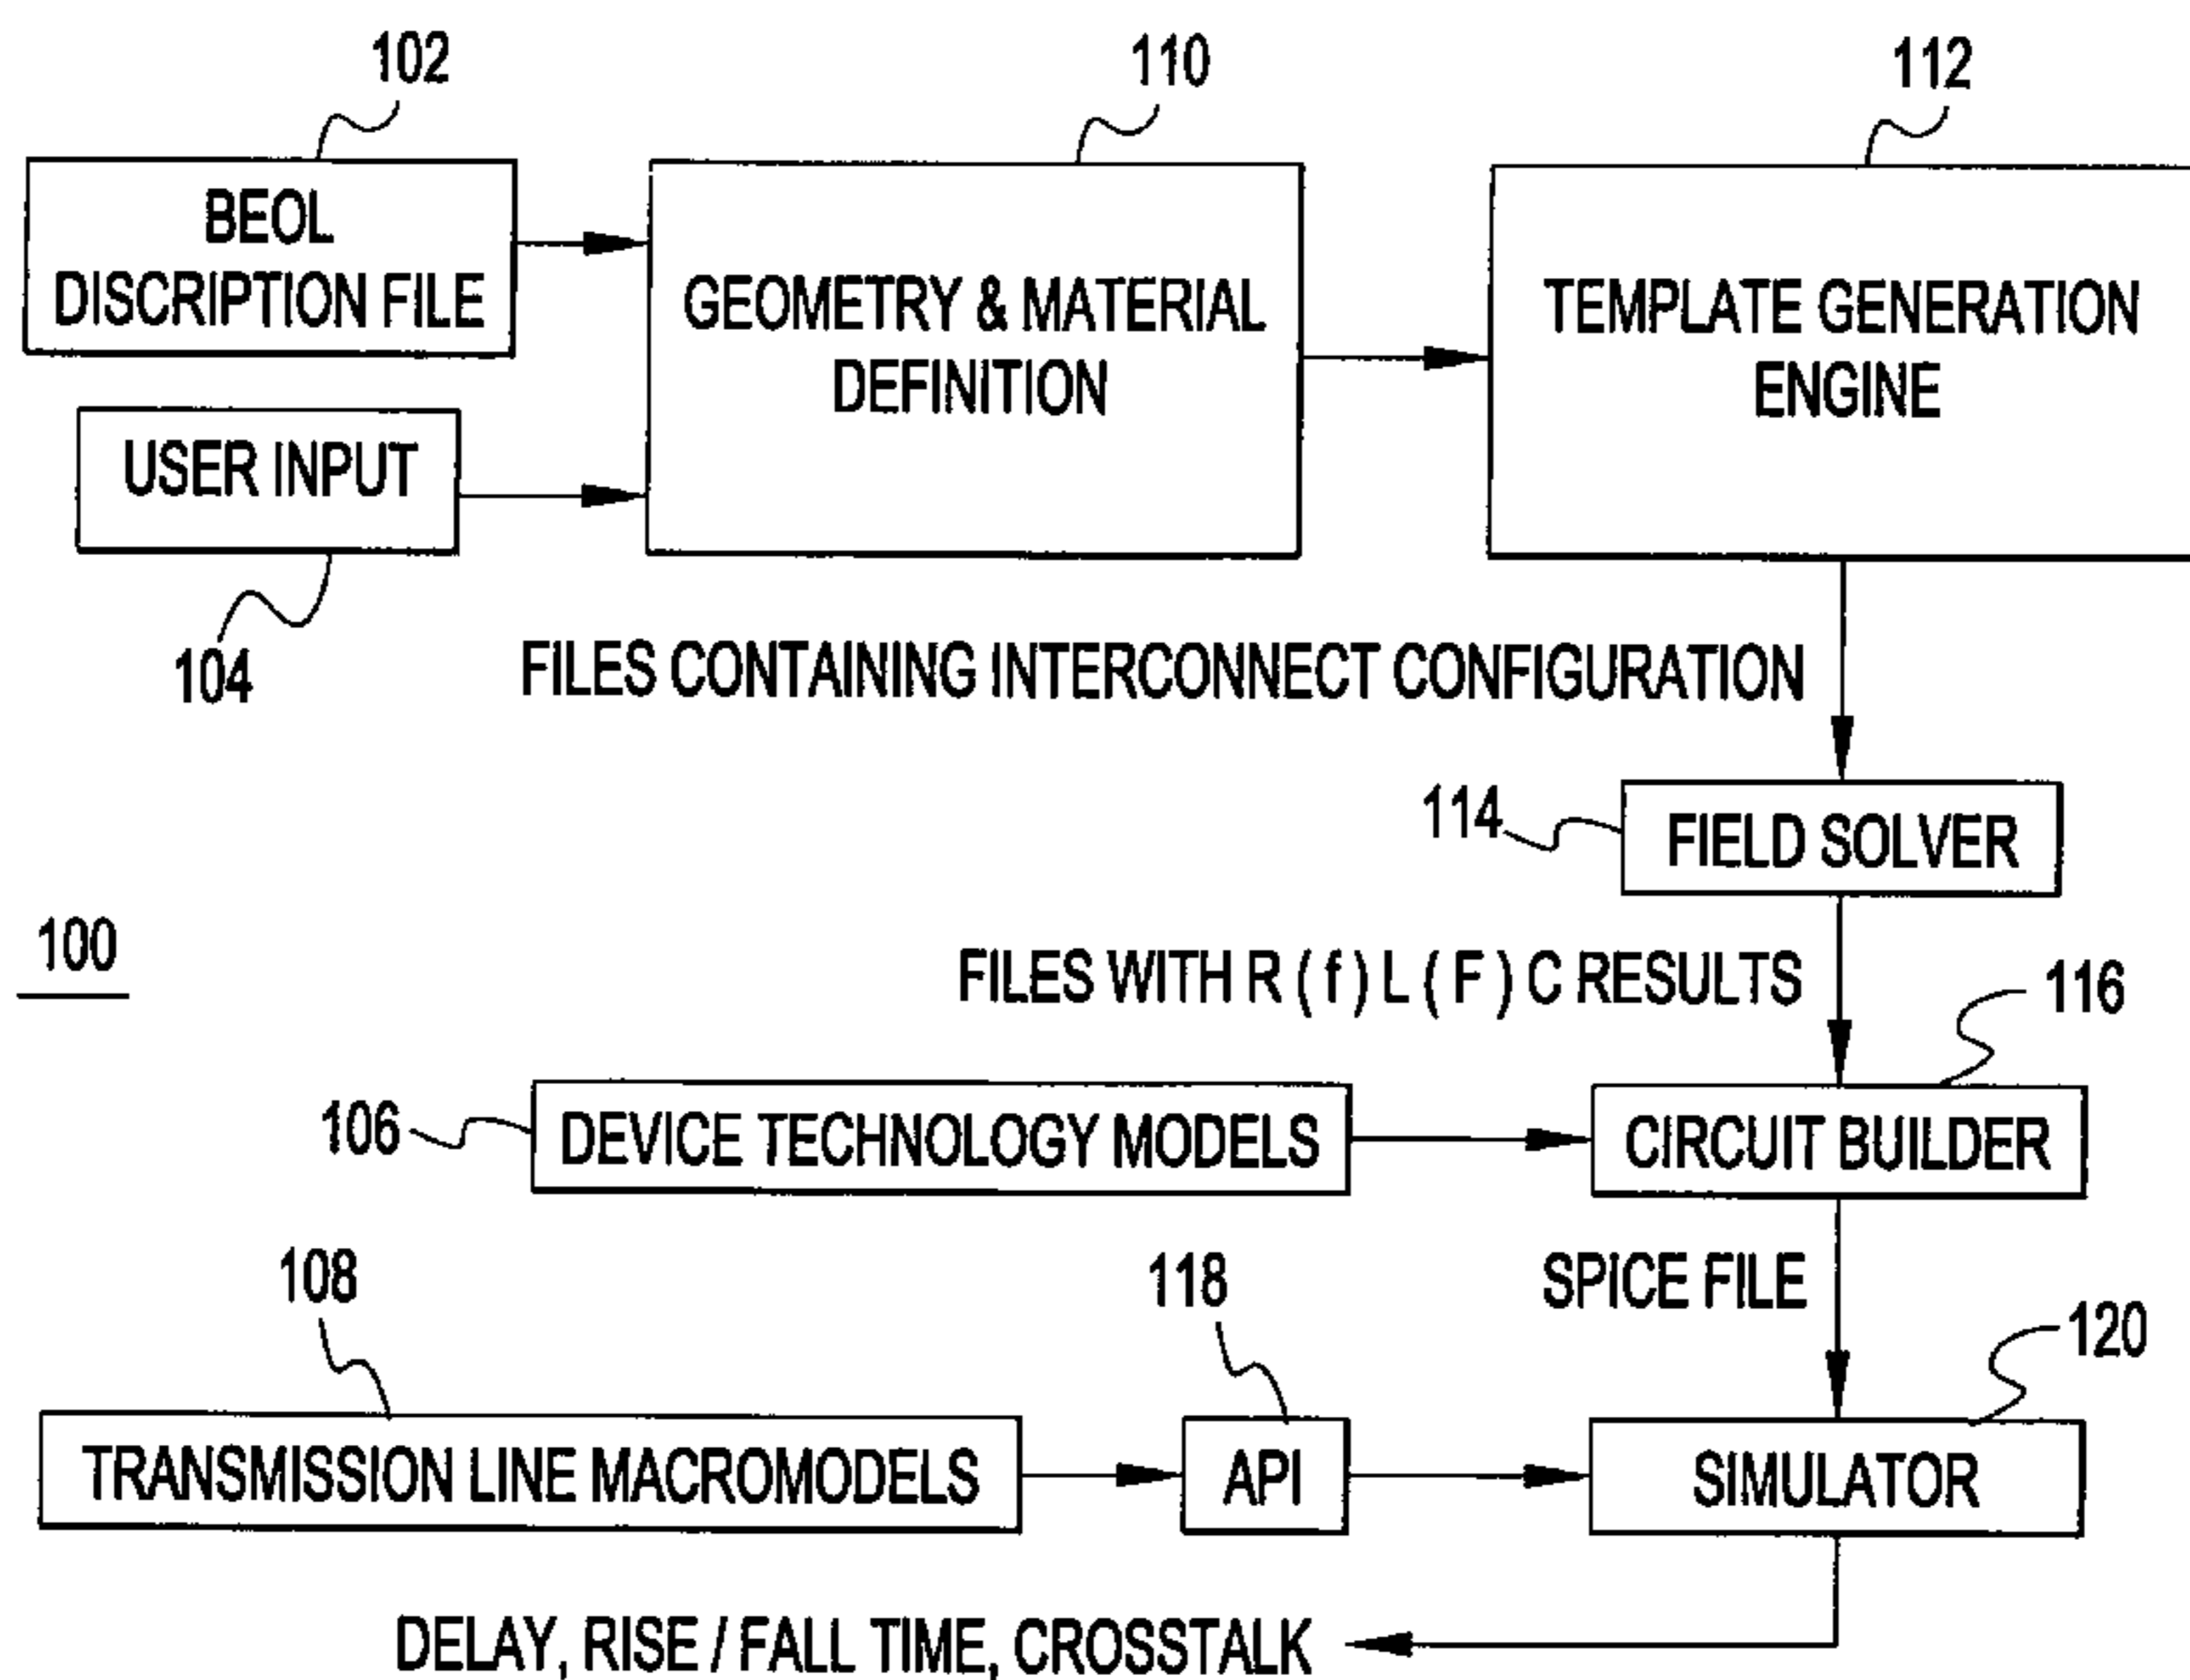 102
110
112
BEOL
DISCRIPTION FILE
GEOMETRY & MATERIAL
DEFINITION
TEMPLATE GENERATION
ENGINE
USER INPUT
104
FILES CONTAINING INTERCONNECT CONFIGURATION
114
FIELD SOLVER
100
FILES WITH R ( f ) L ( F ) C RESULTS
116
106
DEVICE TECHNOLOGY MODELS
CIRCUIT BUILDER
108
118
SPICE FILE
120
TRANSMISSION LINE MACROMODELS
API
SIMULATOR
DELAY, RISE / FALL TIME, CROSSTALK